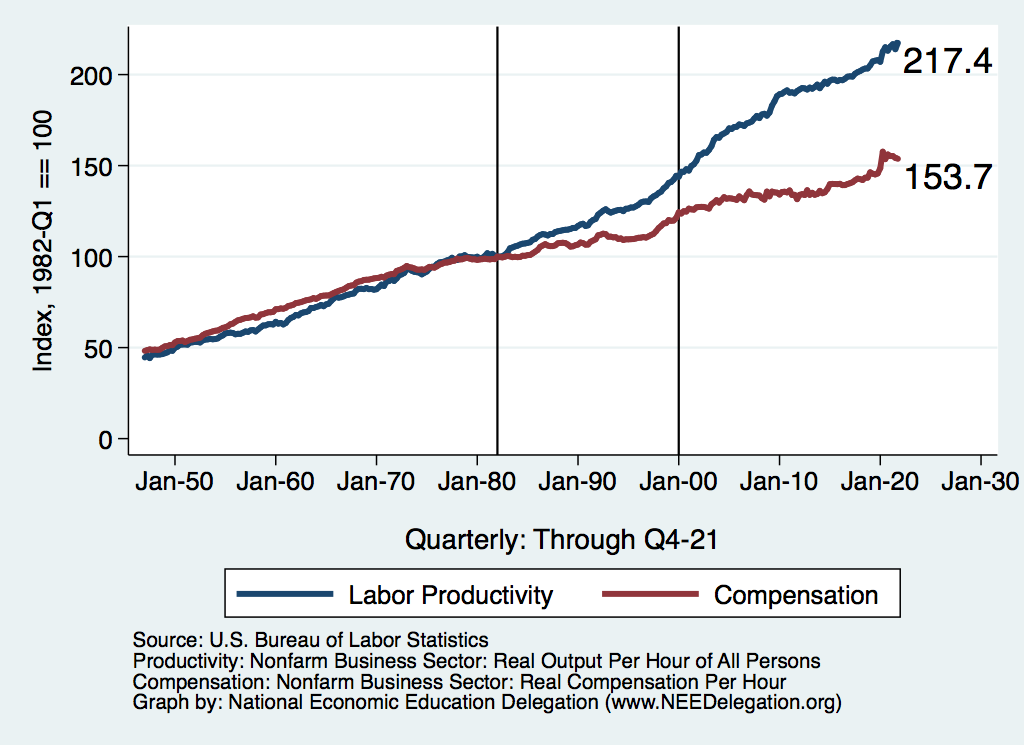 217.4
200
153.7
150
100
50
0
Index, 1982-Q1 == 100
Jan-50 Jan-60 Jan-70 Jan-80 Jan-90 Jan-00 Jan-10 Jan-20 Jan-30
Quarterly: Through Q4-21
Labor Productivity Compensation
Source: U.S. Bureau of Labor Statistics
Productivity: Nonfarm Business Sector: Real Output Per Hour of All Persons
Compensation: Nonfarm Business Sector: Real Compensation Per Hour
Graph by: National Economic Education Delegation (www.NEEDelegation.org)